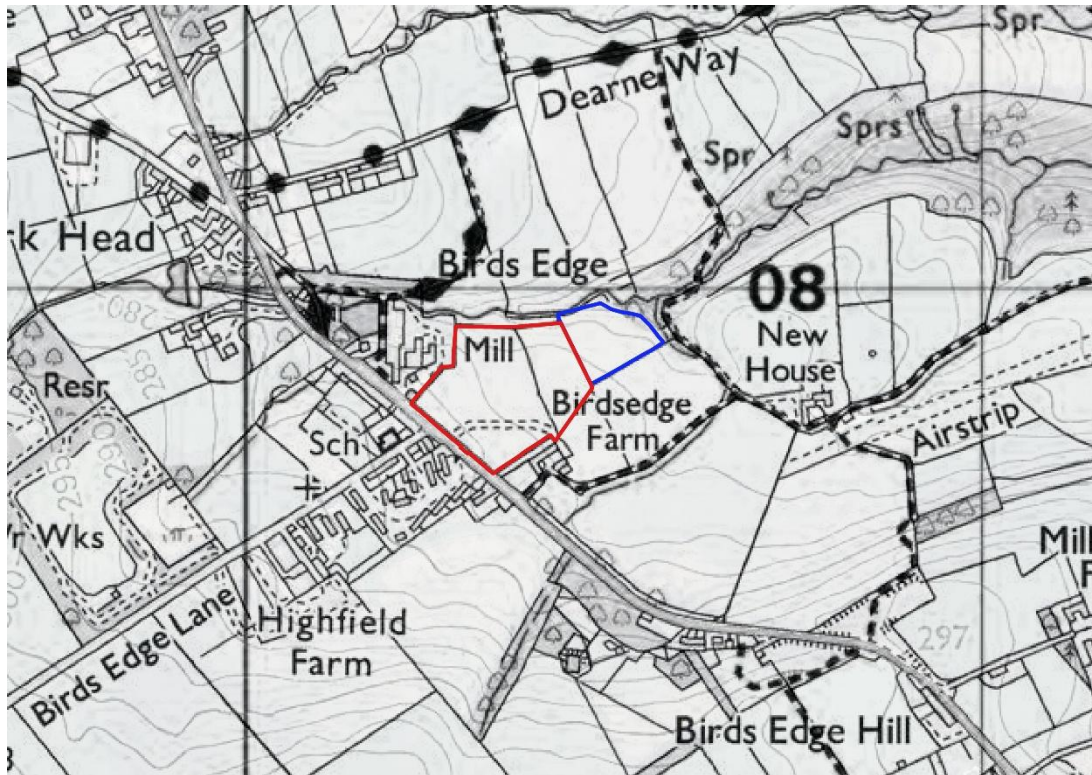 Spr
Dearne Way
Sprs
Spr
k Head
Birds Edge
280
08
285
Mill
New
House
Resr
Birdsedge
Farm
Airstrip
Sch
290
295
r Wks
Mill
Highfield
Farm
Birds Edge Lane
297
Birds Edge Hill